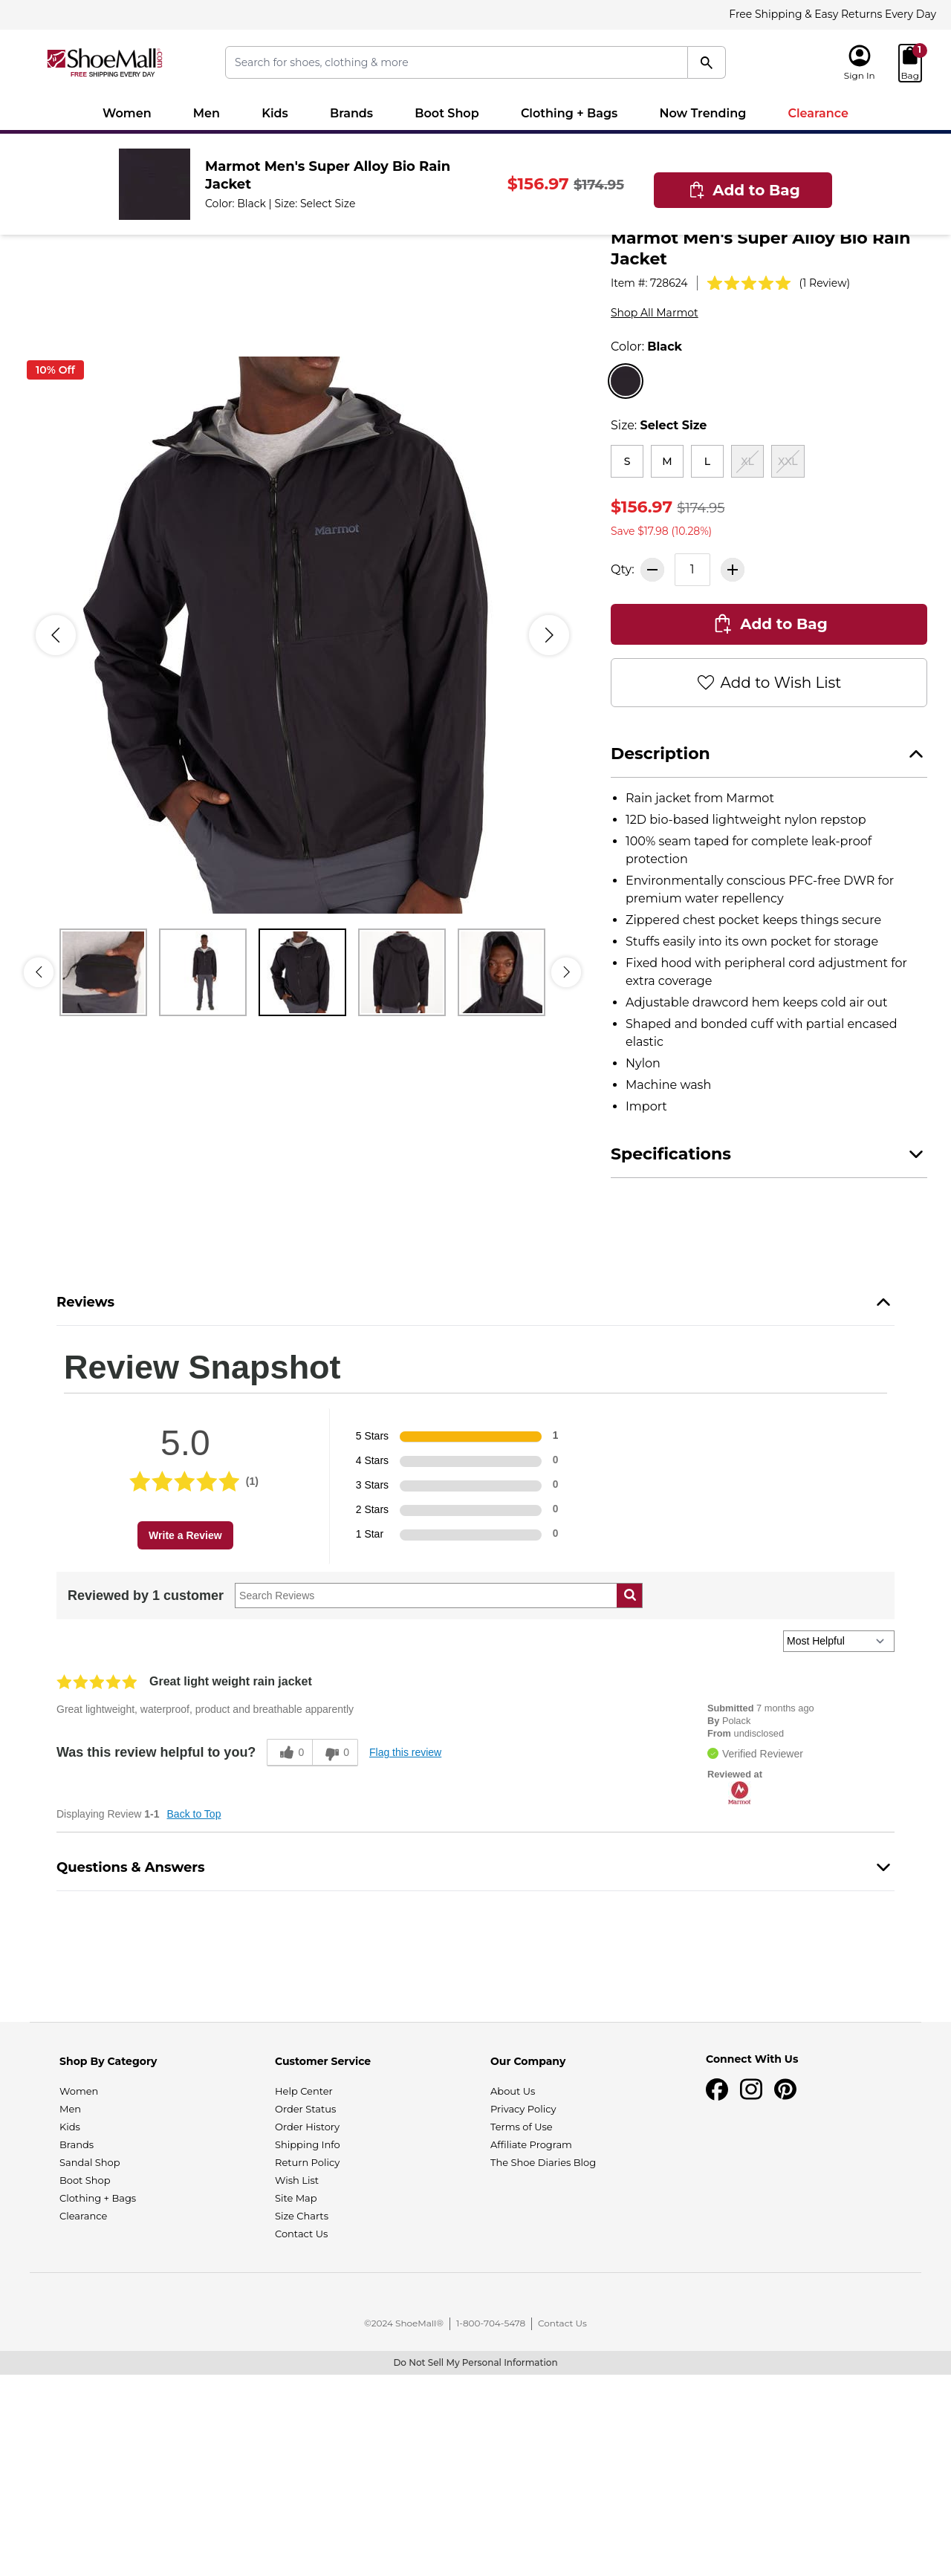 Free Shipping & Easy Returns Every Day
ShoeMall.com
FREE SHIPPING EVERY DAY
Search for shoes, clothing & more
Sign In
1
Bag
Women
Men
Kids
Brands
Boot Shop
Clothing + Bags
Now Trending
Clearance
Marmot Men's Super Alloy Bio Rain
Jacket
Color: Black | Size: Select Size
$156.97 $174.95
Add to Bag
Marmot Men's Super Alloy Bio Rain
Jacket
Item #: 728624
(1 Review)
Shop All Marmot
Color: Black
10% Off
Marmot
Size: Select Size
S
M
L
XL
XXL
$156.97 $174.95
Save $17.98 (10.28%)
Qty:
1
Add to Bag
Add to Wish List
Description
Rain jacket from Marmot
12D bio-based lightweight nylon repstop
100% seam taped for complete leak-proof
protection
Environmentally conscious PFC-free DWR for
premium water repellency
Zippered chest pocket keeps things secure
Stuffs easily into its own pocket for storage
Fixed hood with peripheral cord adjustment for
extra coverage
Adjustable drawcord hem keeps cold air out
Shaped and bonded cuff with partial encased
elastic
Nylon
Machine wash
Import
Specifications
Reviews
Review Snapshot
5.0
(1)
Write a Review
5 Stars 1
4 Stars 0
3 Stars 0
2 Stars 0
1 Star 0
Reviewed by 1 customer
Search Reviews
Most Helpful
Great light weight rain jacket
Great lightweight, waterproof, product and breathable apparently
Submitted 7 months ago
By Polack
From undisclosed
Verified Reviewer
Reviewed at
Marmot
Was this review helpful to you?
0
0
Flag this review
Displaying Review 1-1
Back to Top
Questions & Answers
Shop By Category
Women
Men
Kids
Brands
Sandal Shop
Boot Shop
Clothing + Bags
Clearance
Customer Service
Help Center
Order Status
Order History
Shipping Info
Return Policy
Wish List
Site Map
Size Charts
Contact Us
Our Company
About Us
Privacy Policy
Terms of Use
Affiliate Program
The Shoe Diaries Blog
Connect With Us
©2024 ShoeMall®
1-800-704-5478
Contact Us
Do Not Sell My Personal Information